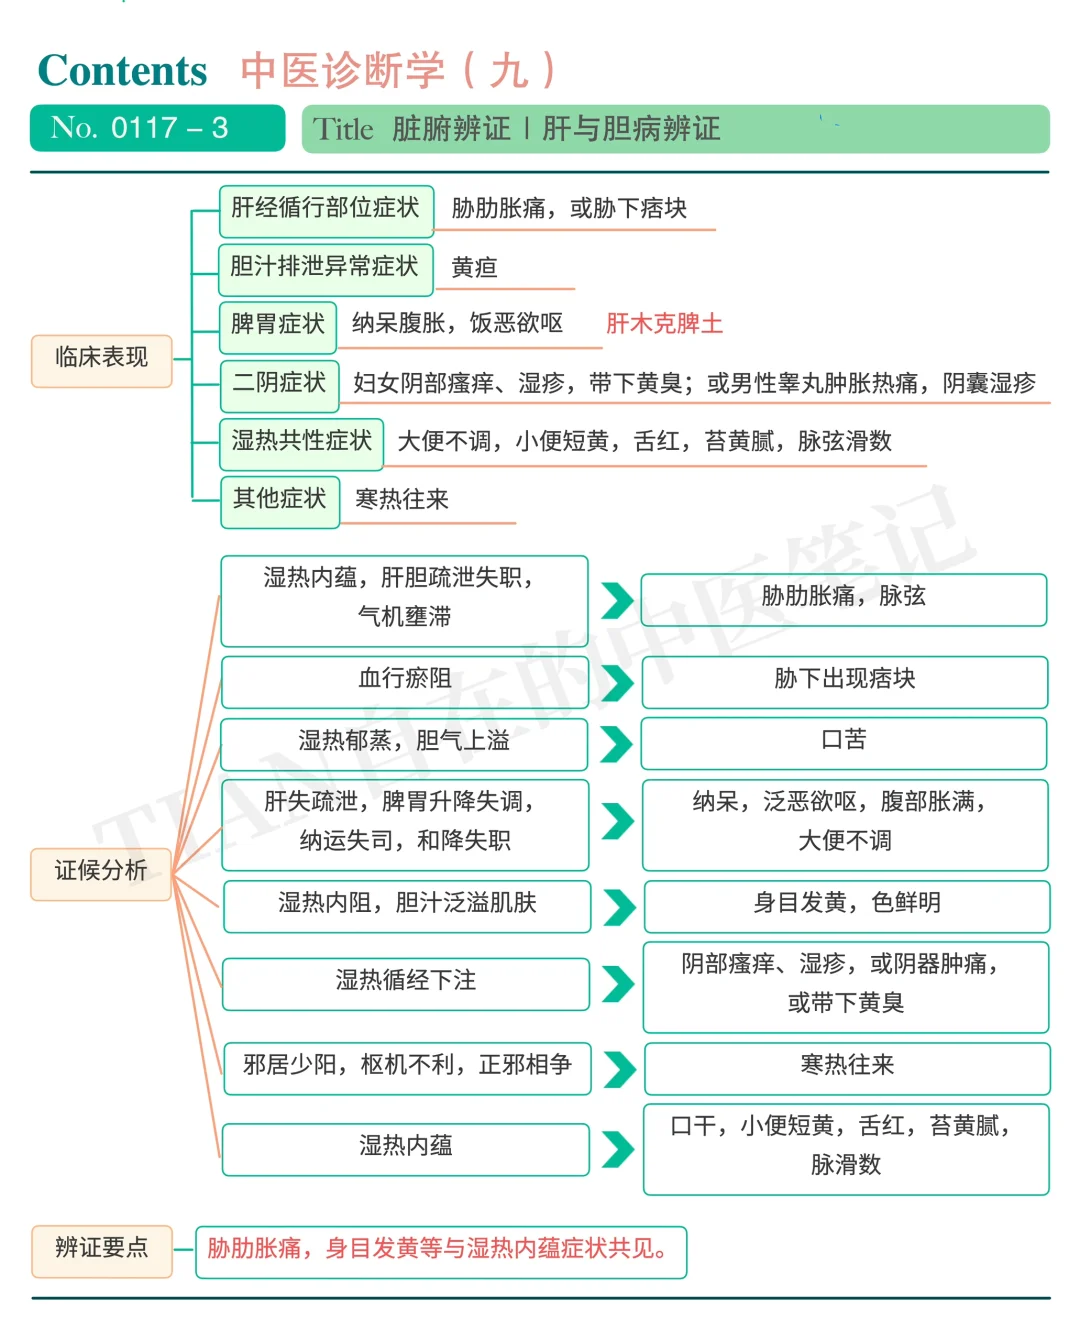 Contents 中医诊断学（九）
No. 0117 – 3
Title 脏腑辨证 | 肝与胆病辨证
临床表现
肝经循行部位症状 胁肋胀痛，或胁下痞块
胆汁排泄异常症状 黄疸
脾胃症状 纳呆腹胀，饭恶欲呕 肝木克脾土
二阴症状 妇女阴部瘙痒、湿疹，带下黄臭；或男性睾丸肿胀热痛，阴囊湿疹
湿热共性症状 大便不调，小便短黄，舌红，苔黄腻，脉弦滑数
其他症状 寒热往来
证候分析
湿热内蕴，肝胆疏泄失职，
气机壅滞
胁肋胀痛，脉弦
血行瘀阻
胁下出现痞块
湿热郁蒸，胆气上溢
口苦
肝失疏泄，脾胃升降失调，
纳运失司，和降失职
纳呆，泛恶欲呕，腹部胀满，
大便不调
湿热内阻，胆汁泛溢肌肤
身目发黄，色鲜明
湿热循经下注
阴部瘙痒、湿疹，或阴器肿痛，
或带下黄臭
邪居少阳，枢机不利，正邪相争
寒热往来
湿热内蕴
口干，小便短黄，舌红，苔黄腻，
脉滑数
辨证要点
胁肋胀痛，身目发黄等与湿热内蕴症状共见。
TIAN自在的中医笔记